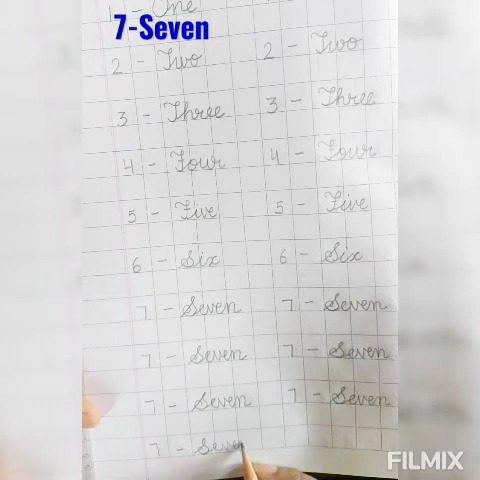 1 - One
7-Seven
2 - Two 2 - Two
3 - Three 3 - Three
4 - Four 4 - Four
5 - Five 5 - Five
6 - Six 6 - Six
7 - Seven 7 - Seven
7 - Seven 7 - Seven
7 - Seven 7 - Seven
7 - Seven
FILMIX